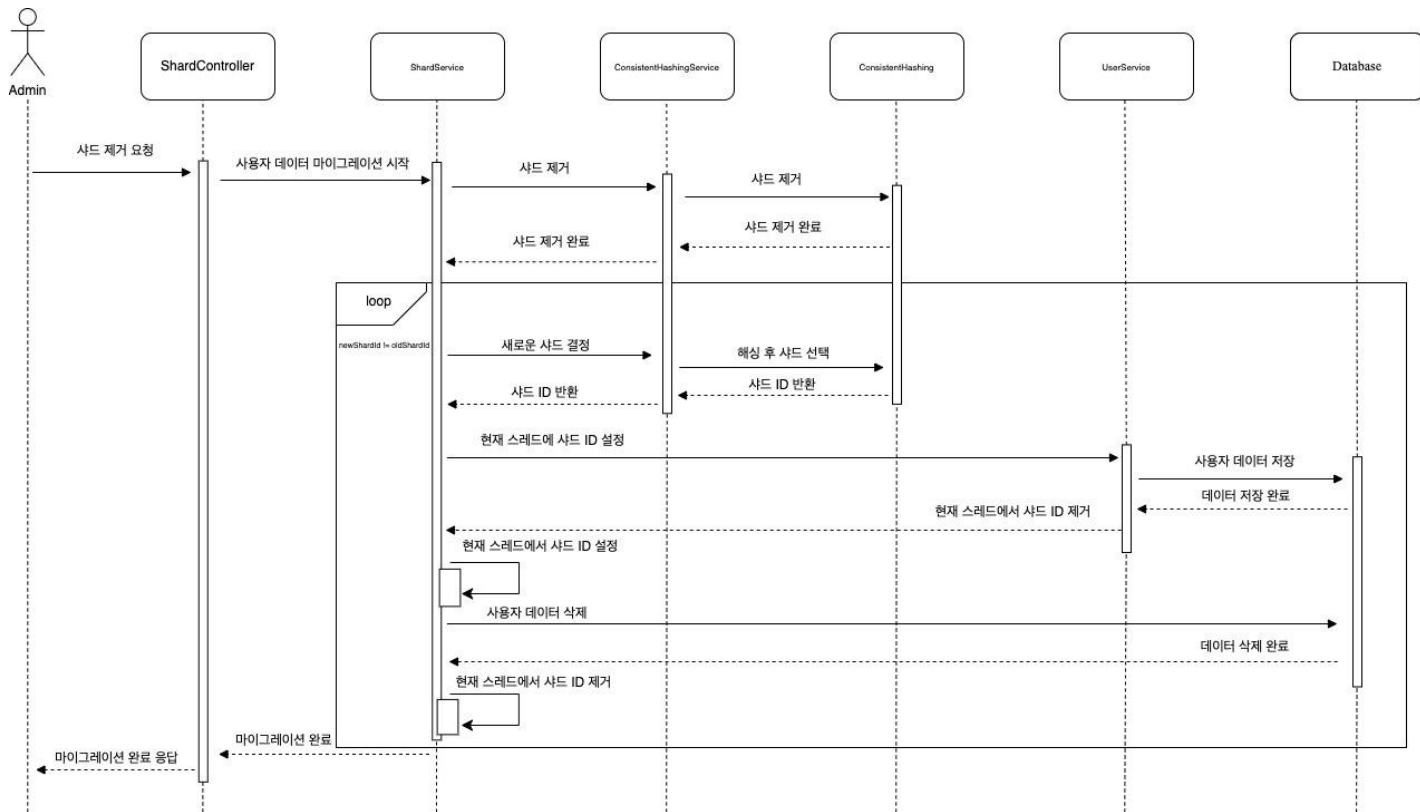 Admin
ShardController
ShardService
ConsistentHashingService
ConsistentHashing
UserService
Database
샤드 제거 요청
사용자 데이터 마이그레이션 시작
샤드 제거
샤드 제거
샤드 제거 완료
샤드 제거 완료
loop
newShardId != oldShardId
새로운 샤드 결정
해싱 후 샤드 선택
샤드 ID 반환
샤드 ID 반환
현재 스레드에 샤드 ID 설정
사용자 데이터 저장
데이터 저장 완료
현재 스레드에서 샤드 ID 제거
현재 스레드에서 샤드 ID 설정
사용자 데이터 삭제
데이터 삭제 완료
현재 스레드에서 샤드 ID 제거
마이그레이션 완료
마이그레이션 완료 응답